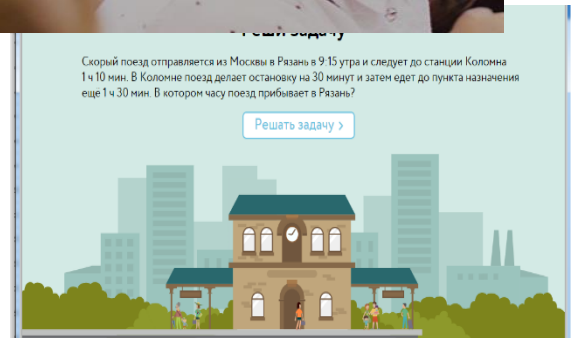 Реши задачу
Скорый поезд отправляется из Москвы в Рязань в 9:15 утра и следует до станции Коломна
1 ч 10 мин. В Коломне поезд делает остановку на 30 минут и затем едет до пункта назначения
еще 1 ч 30 мин. В котором часу поезд прибывает в Рязань?
Решать задачу >